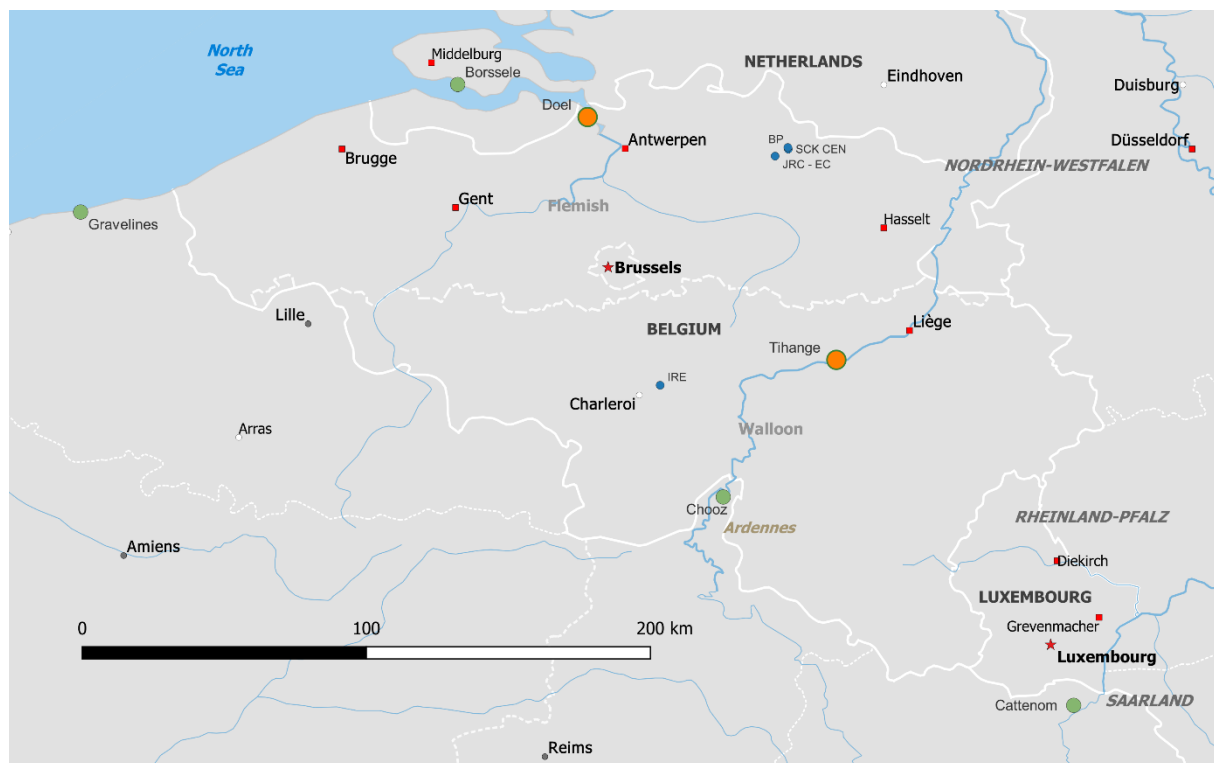 North
Sea
Middelburg
Borssele
NETHERLANDS
Eindhoven
Duisburg
Doel
Antwerpen
BP
SCK CEN
JRC - EC
Düsseldorf
Brugge
NORDRHEIN-WESTFALEN
Gent
Flemish
Gravelines
Hasselt
Brussels
Lille
BELGIUM
Liège
Tihange
IRE
Charleroi
Arras
Walloon
Chooz
Ardennes
RHEINLAND-PFALZ
Amiens
Diekirch
LUXEMBOURG
Grevenmacher
0 100 200 km
Luxembourg
Cattenom
SAARLAND
Reims